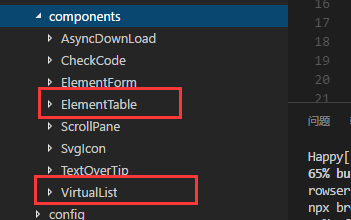 components
AsyncDownLoad
CheckCode
ElementForm
ElementTable
ScrollPane
SvgIcon
TextOverTip
VirtualList
config
16
17
18
19
20
21
问题
Happy[
65% bu
rowser
npx br